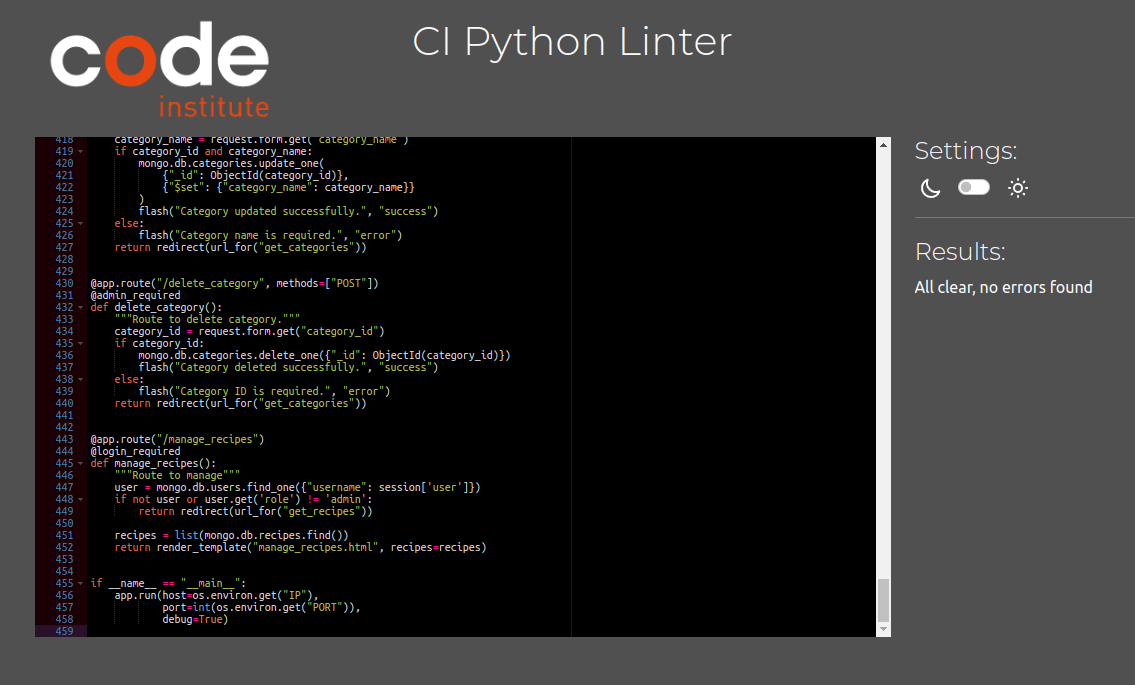 code
institute
CI Python Linter
418 category_name = request.form.get("category_name")
419 if category_id and category_name:
420 mongo.db.categories.update_one(
421 {"_id": ObjectId(category_id)},
422 {"$set": {"category_name": category_name}}
423 )
424 flash("Category updated successfully.", "success")
425 else:
426 flash("Category name is required.", "error")
427 return redirect(url_for("get_categories"))
428
429
430 @app.route("/delete_category", methods=["POST"])
431 @admin_required
432 def delete_category():
433 """Route to delete category."""
434 category_id = request.form.get("category_id")
435 if category_id:
436 mongo.db.categories.delete_one({"_id": ObjectId(category_id)})
437 flash("Category deleted successfully.", "success")
438 else:
439 flash("Category ID is required.", "error")
440 return redirect(url_for("get_categories"))
441
442
443 @app.route("/manage_recipes")
444 @login_required
445 def manage_recipes():
446 """Route to manage"""
447 user = mongo.db.users.find_one({"username": session['user']})
448 if not user or user.get('role') != 'admin':
449 return redirect(url_for("get_recipes"))
450
451 recipes = list(mongo.db.recipes.find())
452 return render_template("manage_recipes.html", recipes=recipes)
453
454
455 if __name__ == "__main__":
456 app.run(host=os.environ.get("IP"),
457 port=int(os.environ.get("PORT")),
458 debug=True)
459
Settings:
Results:
All clear, no errors found